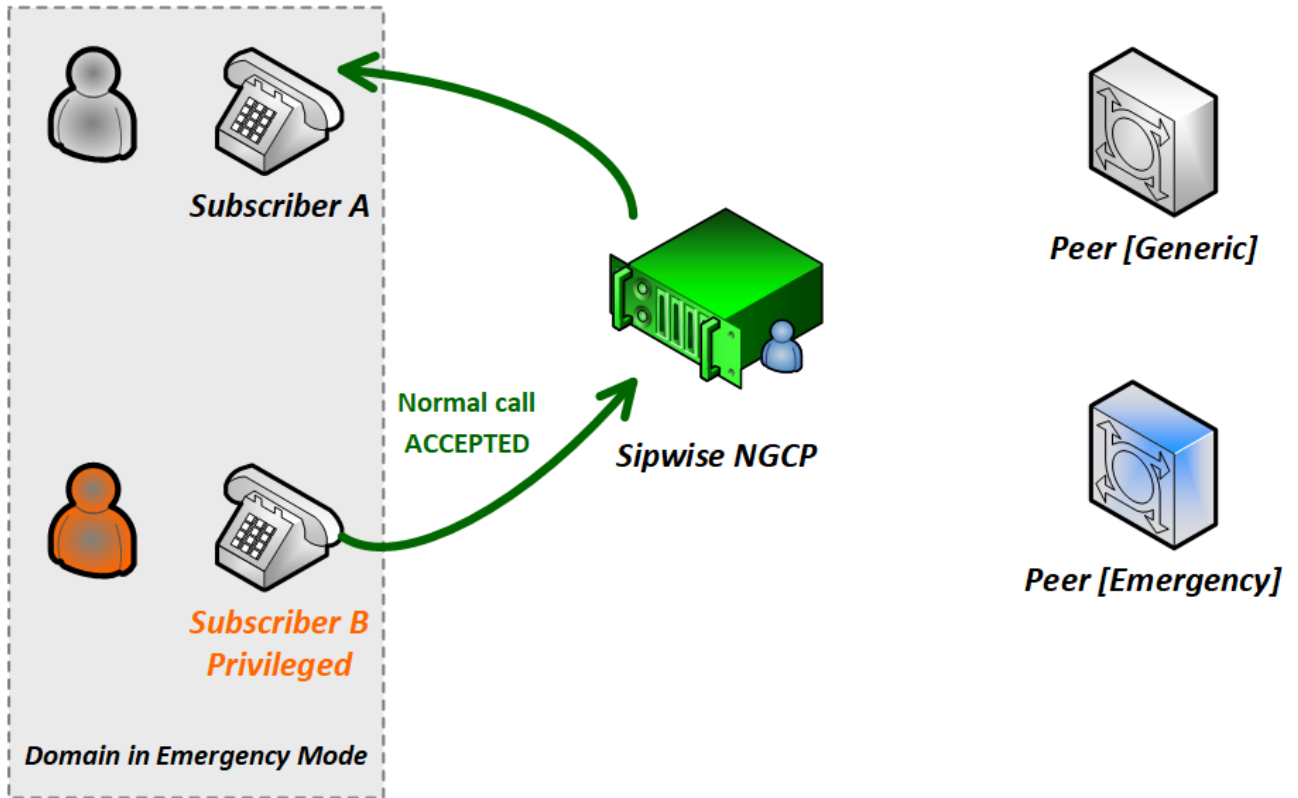 Subscriber A
Peer [Generic]
Normal call
ACCEPTED
Sipwise NGCP
Peer [Emergency]
Subscriber B
Privileged
Domain in Emergency Mode